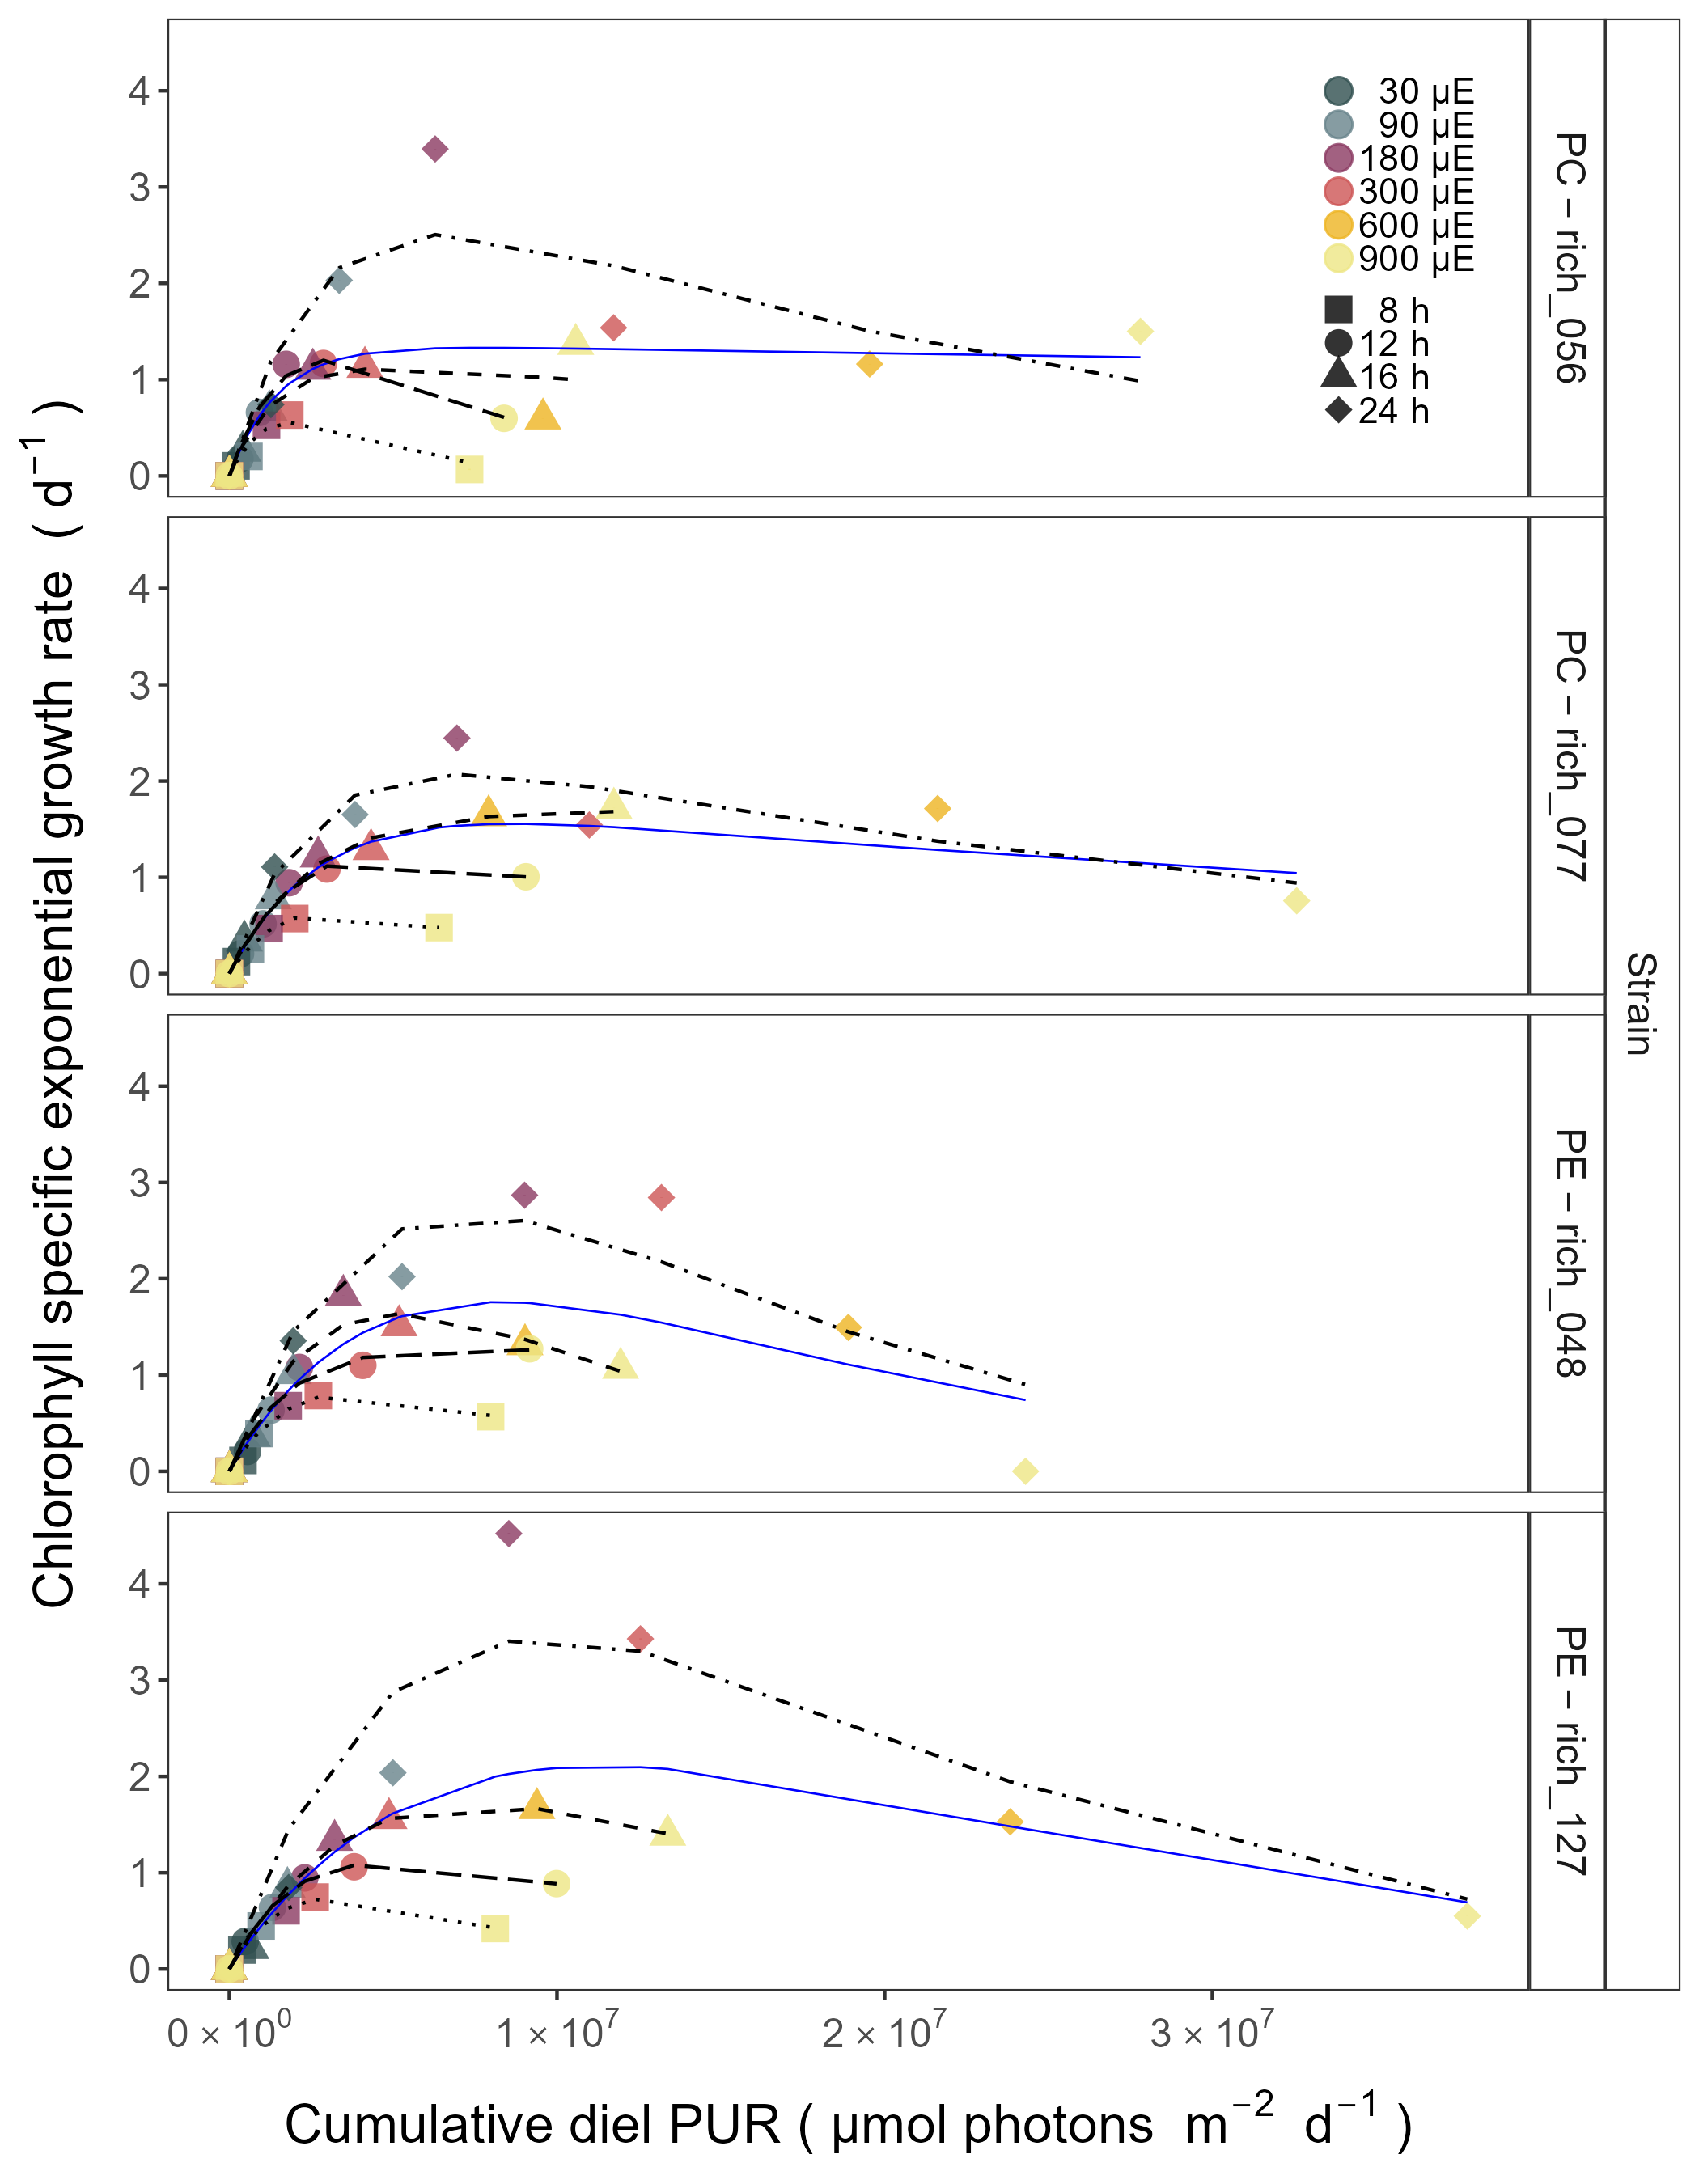 Chlorophyll specific exponential growth rate ( d⁻¹ )
4
3
2
1
0
30 µE
90 µE
180 µE
300 µE
600 µE
900 µE
8 h
12 h
16 h
24 h
PC − rich_056
4
3
2
1
0
PC − rich_077
4
3
2
1
0
PE − rich_048
4
3
2
1
0
PE − rich_127
Strain
0 × 10⁰ 1 × 10⁷ 2 × 10⁷ 3 × 10⁷
Cumulative diel PUR ( µmol photons m⁻² d⁻¹ )